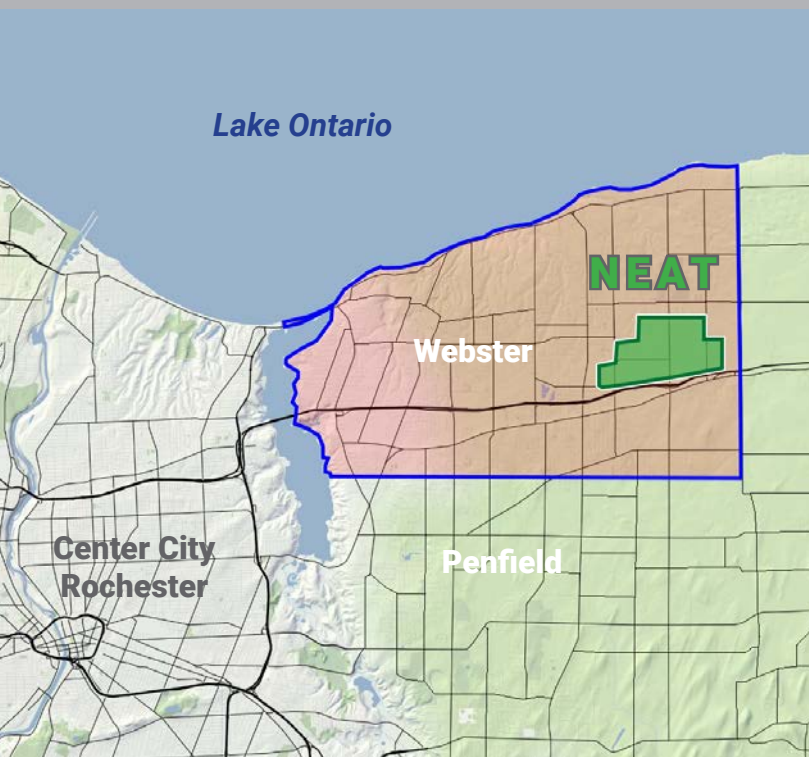 Lake Ontario
NEAT
Webster
Center City
Rochester
Penfield